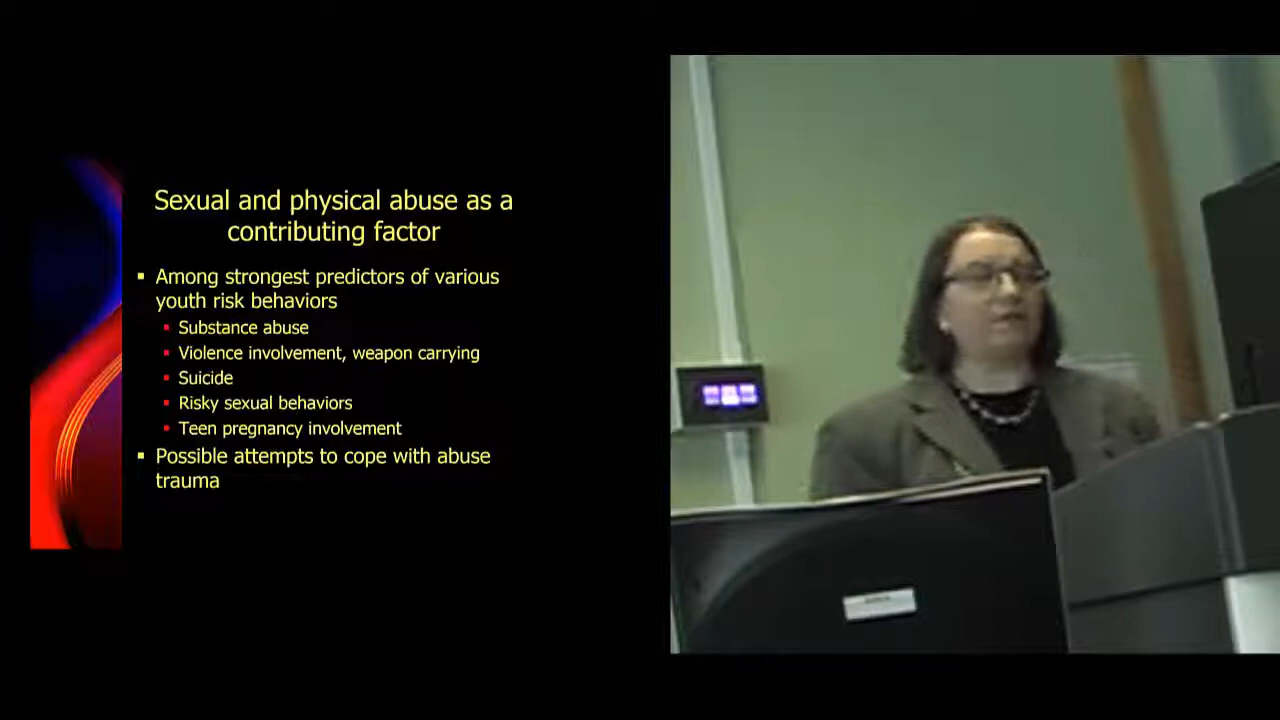 Sexual and physical abuse as a
contributing factor
Among strongest predictors of various
youth risk behaviors
Substance abuse
Violence involvement, weapon carrying
Suicide
Risky sexual behaviors
Teen pregnancy involvement
Possible attempts to cope with abuse
trauma